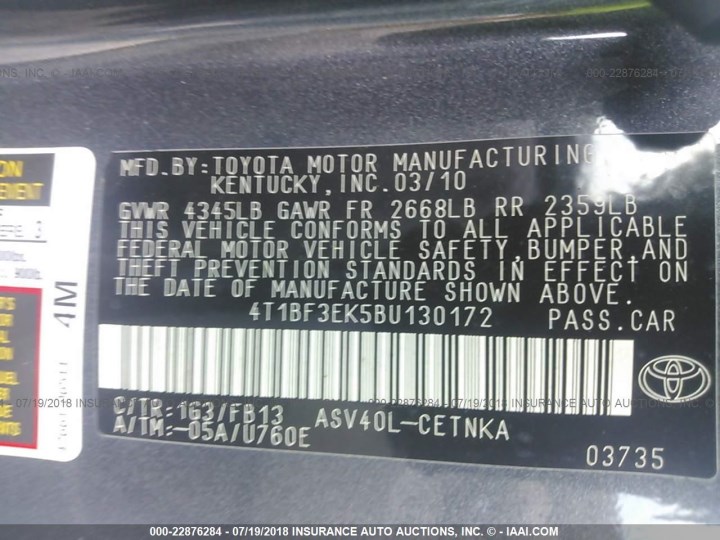 MFD.BY:TOYOTA MOTOR MANUFACTURING
KENTUCKY,INC.03/10
GVWR 4345LB GAWR FR 2668LB RR 2359LB
THIS VEHICLE CONFORMS TO ALL APPLICABLE
FEDERAL MOTOR VEHICLE SAFETY,BUMPER,AND
THEFT PREVENTION STANDARDS IN EFFECT ON
THE DATE OF MANUFACTURE SHOWN ABOVE.
4T1BF3EK5BU130172 PASS.CAR
C/TR:1G3/FB13 ASV40L-CETNKA
A/TM:-05A/U760E
03735
TOYOTA
4M
000-22876284 - 07/19/2018 INSURANCE AUTO AUCTIONS, INC. - © IAAI.COM